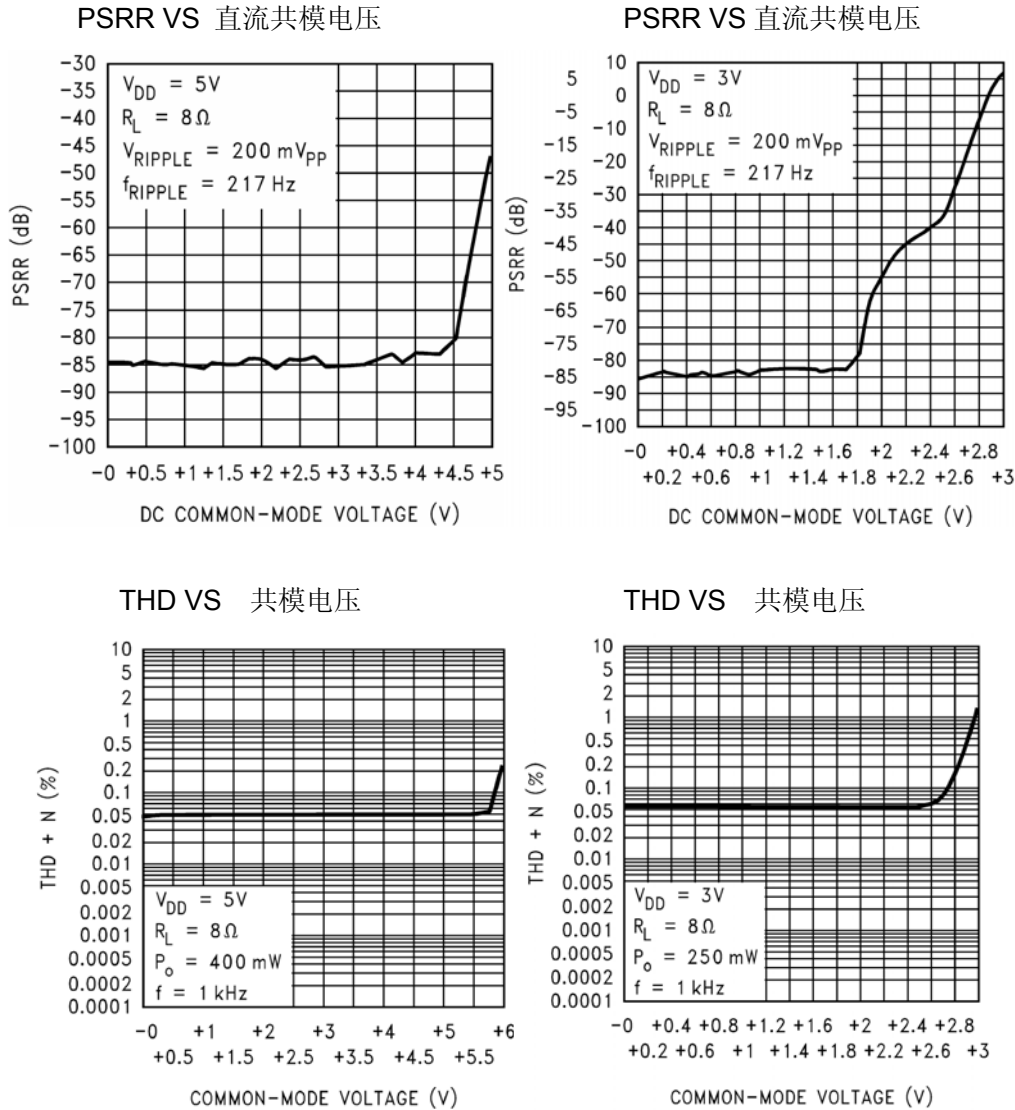 PSRR VS 直流共模电压
V_DD = 5V
R_L = 8Ω
V_RIPPLE = 200 mV_PP
f_RIPPLE = 217 Hz
-30
-35
-40
-45
-50
-55
-60
-65
-70
-75
-80
-85
-90
-95
-100
PSRR (dB)
-0 +0.5 +1 +1.5 +2 +2.5 +3 +3.5 +4 +4.5 +5
DC COMMON-MODE VOLTAGE (V)
PSRR VS 直流共模电压
V_DD = 3V
R_L = 8Ω
V_RIPPLE = 200 mV_PP
f_RIPPLE = 217 Hz
10
5
0
-5
-10
-15
-20
-25
-30
-35
-40
-45
-50
-55
-60
-65
-70
-75
-80
-85
-90
-95
-100
PSRR (dB)
-0 +0.4 +0.8 +1.2 +1.6 +2 +2.4 +2.8
+0.2 +0.6 +1 +1.4 +1.8 +2.2 +2.6 +3
DC COMMON-MODE VOLTAGE (V)
THD VS 共模电压
10
5
2
1
0.5
0.2
0.1
0.05
0.02
0.01
0.005
0.002
0.001
0.0005
0.0002
0.0001
THD + N (%)
V_DD = 5V
R_L = 8Ω
P_o = 400 mW
f = 1 kHz
-0 +1 +2 +3 +4 +5 +6
+0.5 +1.5 +2.5 +3.5 +4.5 +5.5
COMMON-MODE VOLTAGE (V)
THD VS 共模电压
10
5
2
1
0.5
0.2
0.1
0.05
0.02
0.01
0.005
0.002
0.001
0.0005
0.0002
0.0001
THD + N (%)
V_DD = 3V
R_L = 8Ω
P_o = 250 mW
f = 1 kHz
-0 +0.4 +0.8 +1.2 +1.6 +2 +2.4 +2.8
+0.2 +0.6 +1 +1.4 +1.8 +2.2 +2.6 +3
COMMON-MODE VOLTAGE (V)